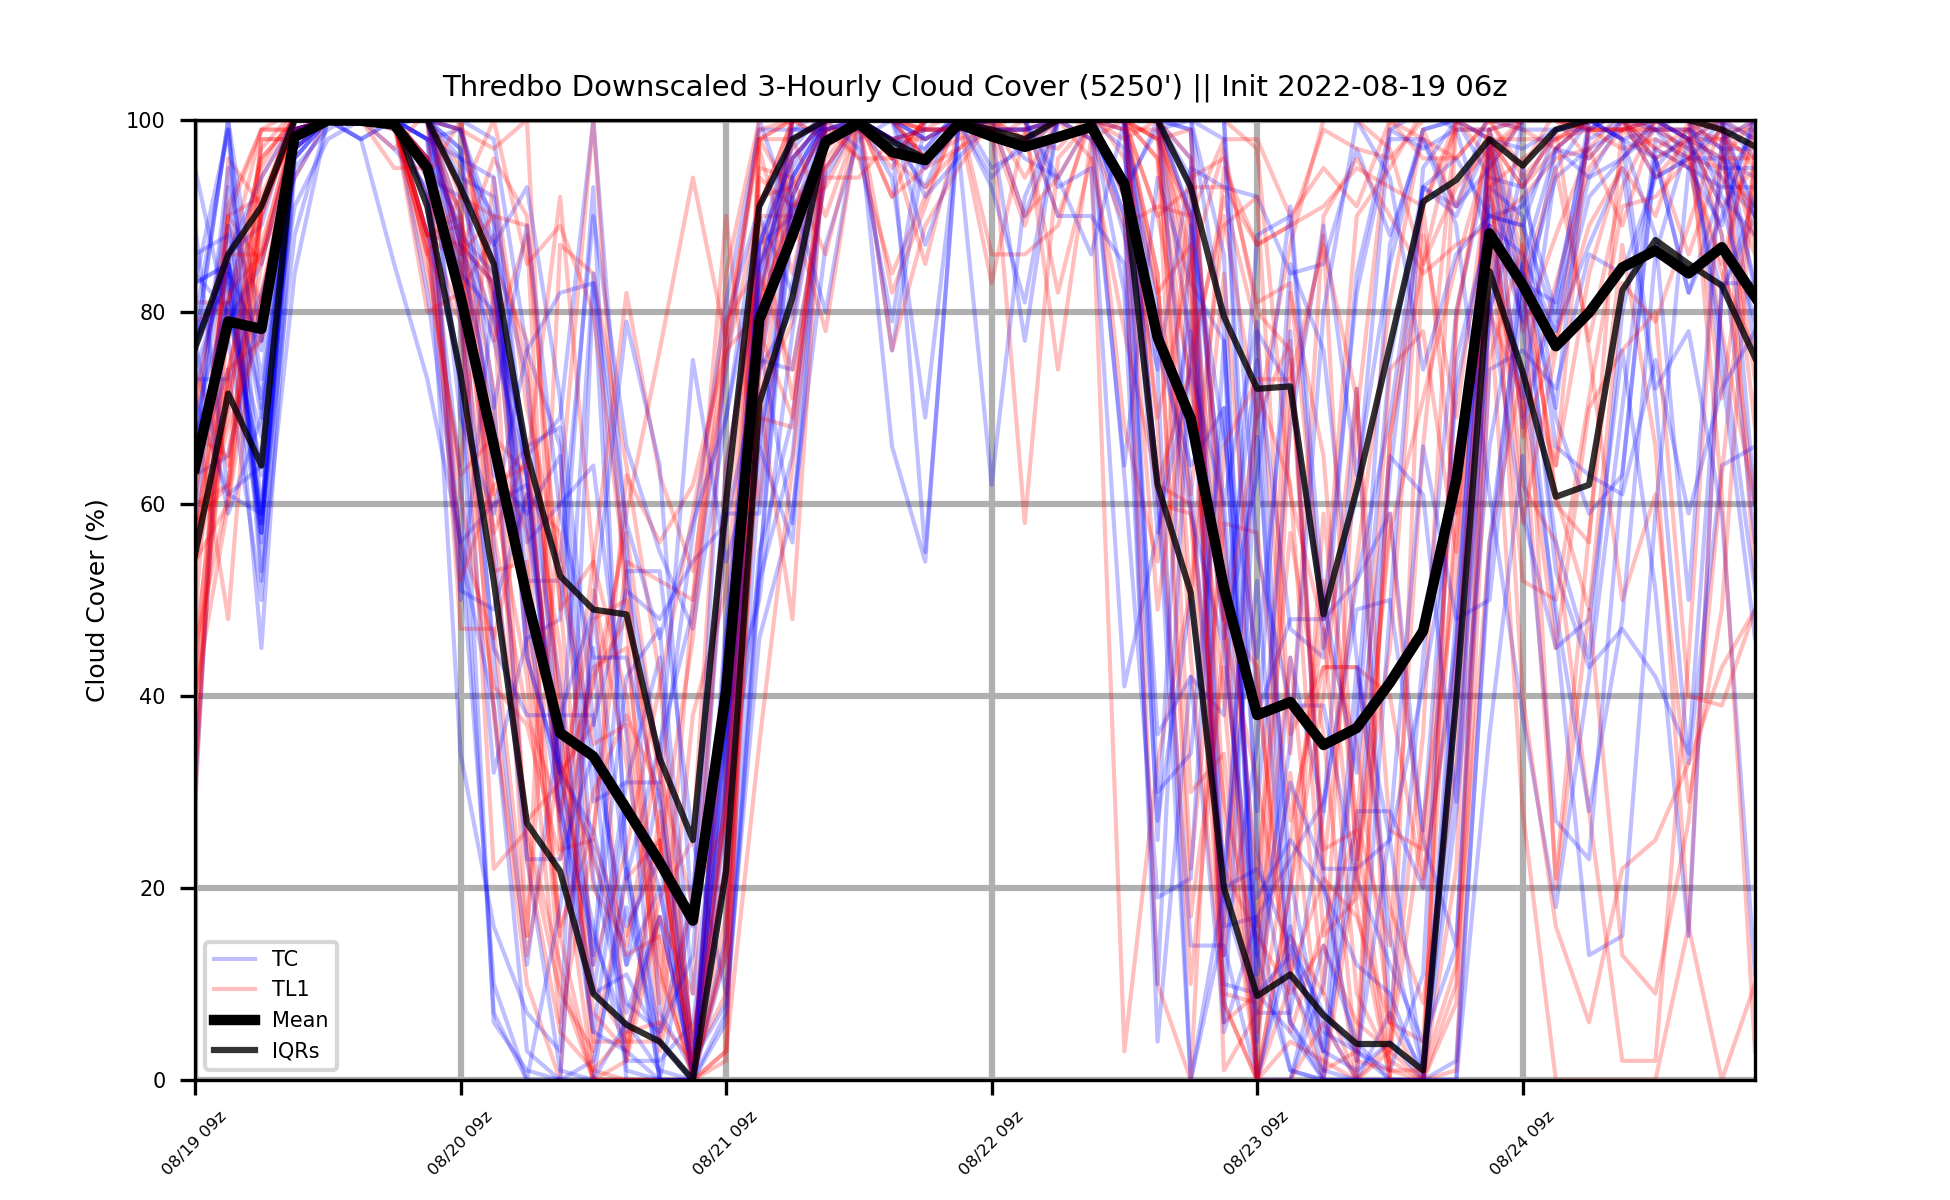 Thredbo Downscaled 3-Hourly Cloud Cover (5250') || Init 2022-08-19 06z
Cloud Cover (%)
100
80
60
40
20
0
TC
TL1
Mean
IQRs
08/19 09z
08/20 09z
08/21 09z
08/22 09z
08/23 09z
08/24 09z